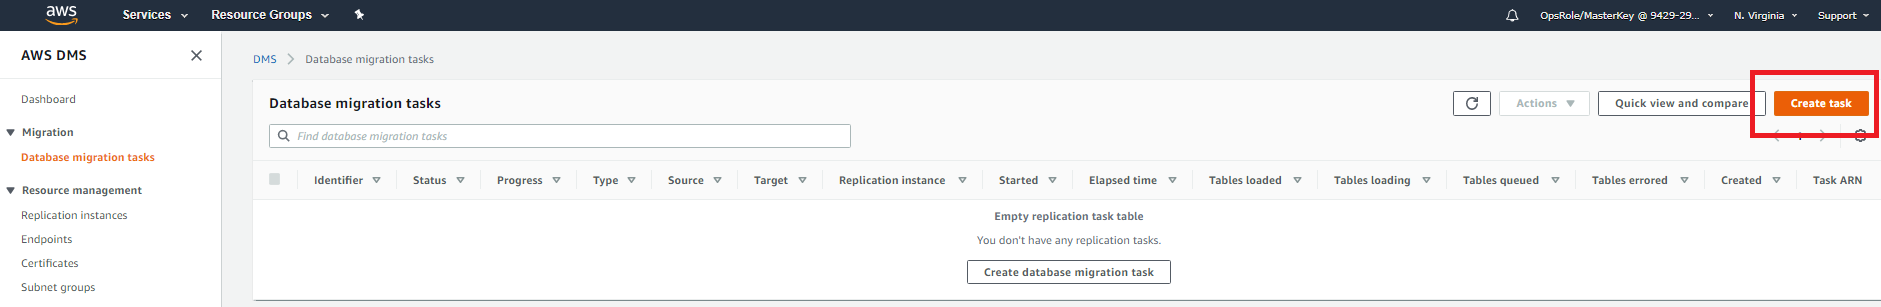 aws Services Resource Groups OpsRole/MasterKey @ 9429-29... N. Virginia Support
AWS DMS
Dashboard
Migration
Database migration tasks
Resource management
Replication instances
Endpoints
Certificates
Subnet groups
DMS Database migration tasks
Database migration tasks
Actions Quick view and compare Create task
Find database migration tasks
Identifier Status Progress Type Source Target Replication instance Started Elapsed time Tables loaded Tables loading Tables queued Tables errored Created Task ARN
Empty replication task table
You don't have any replication tasks.
Create database migration task